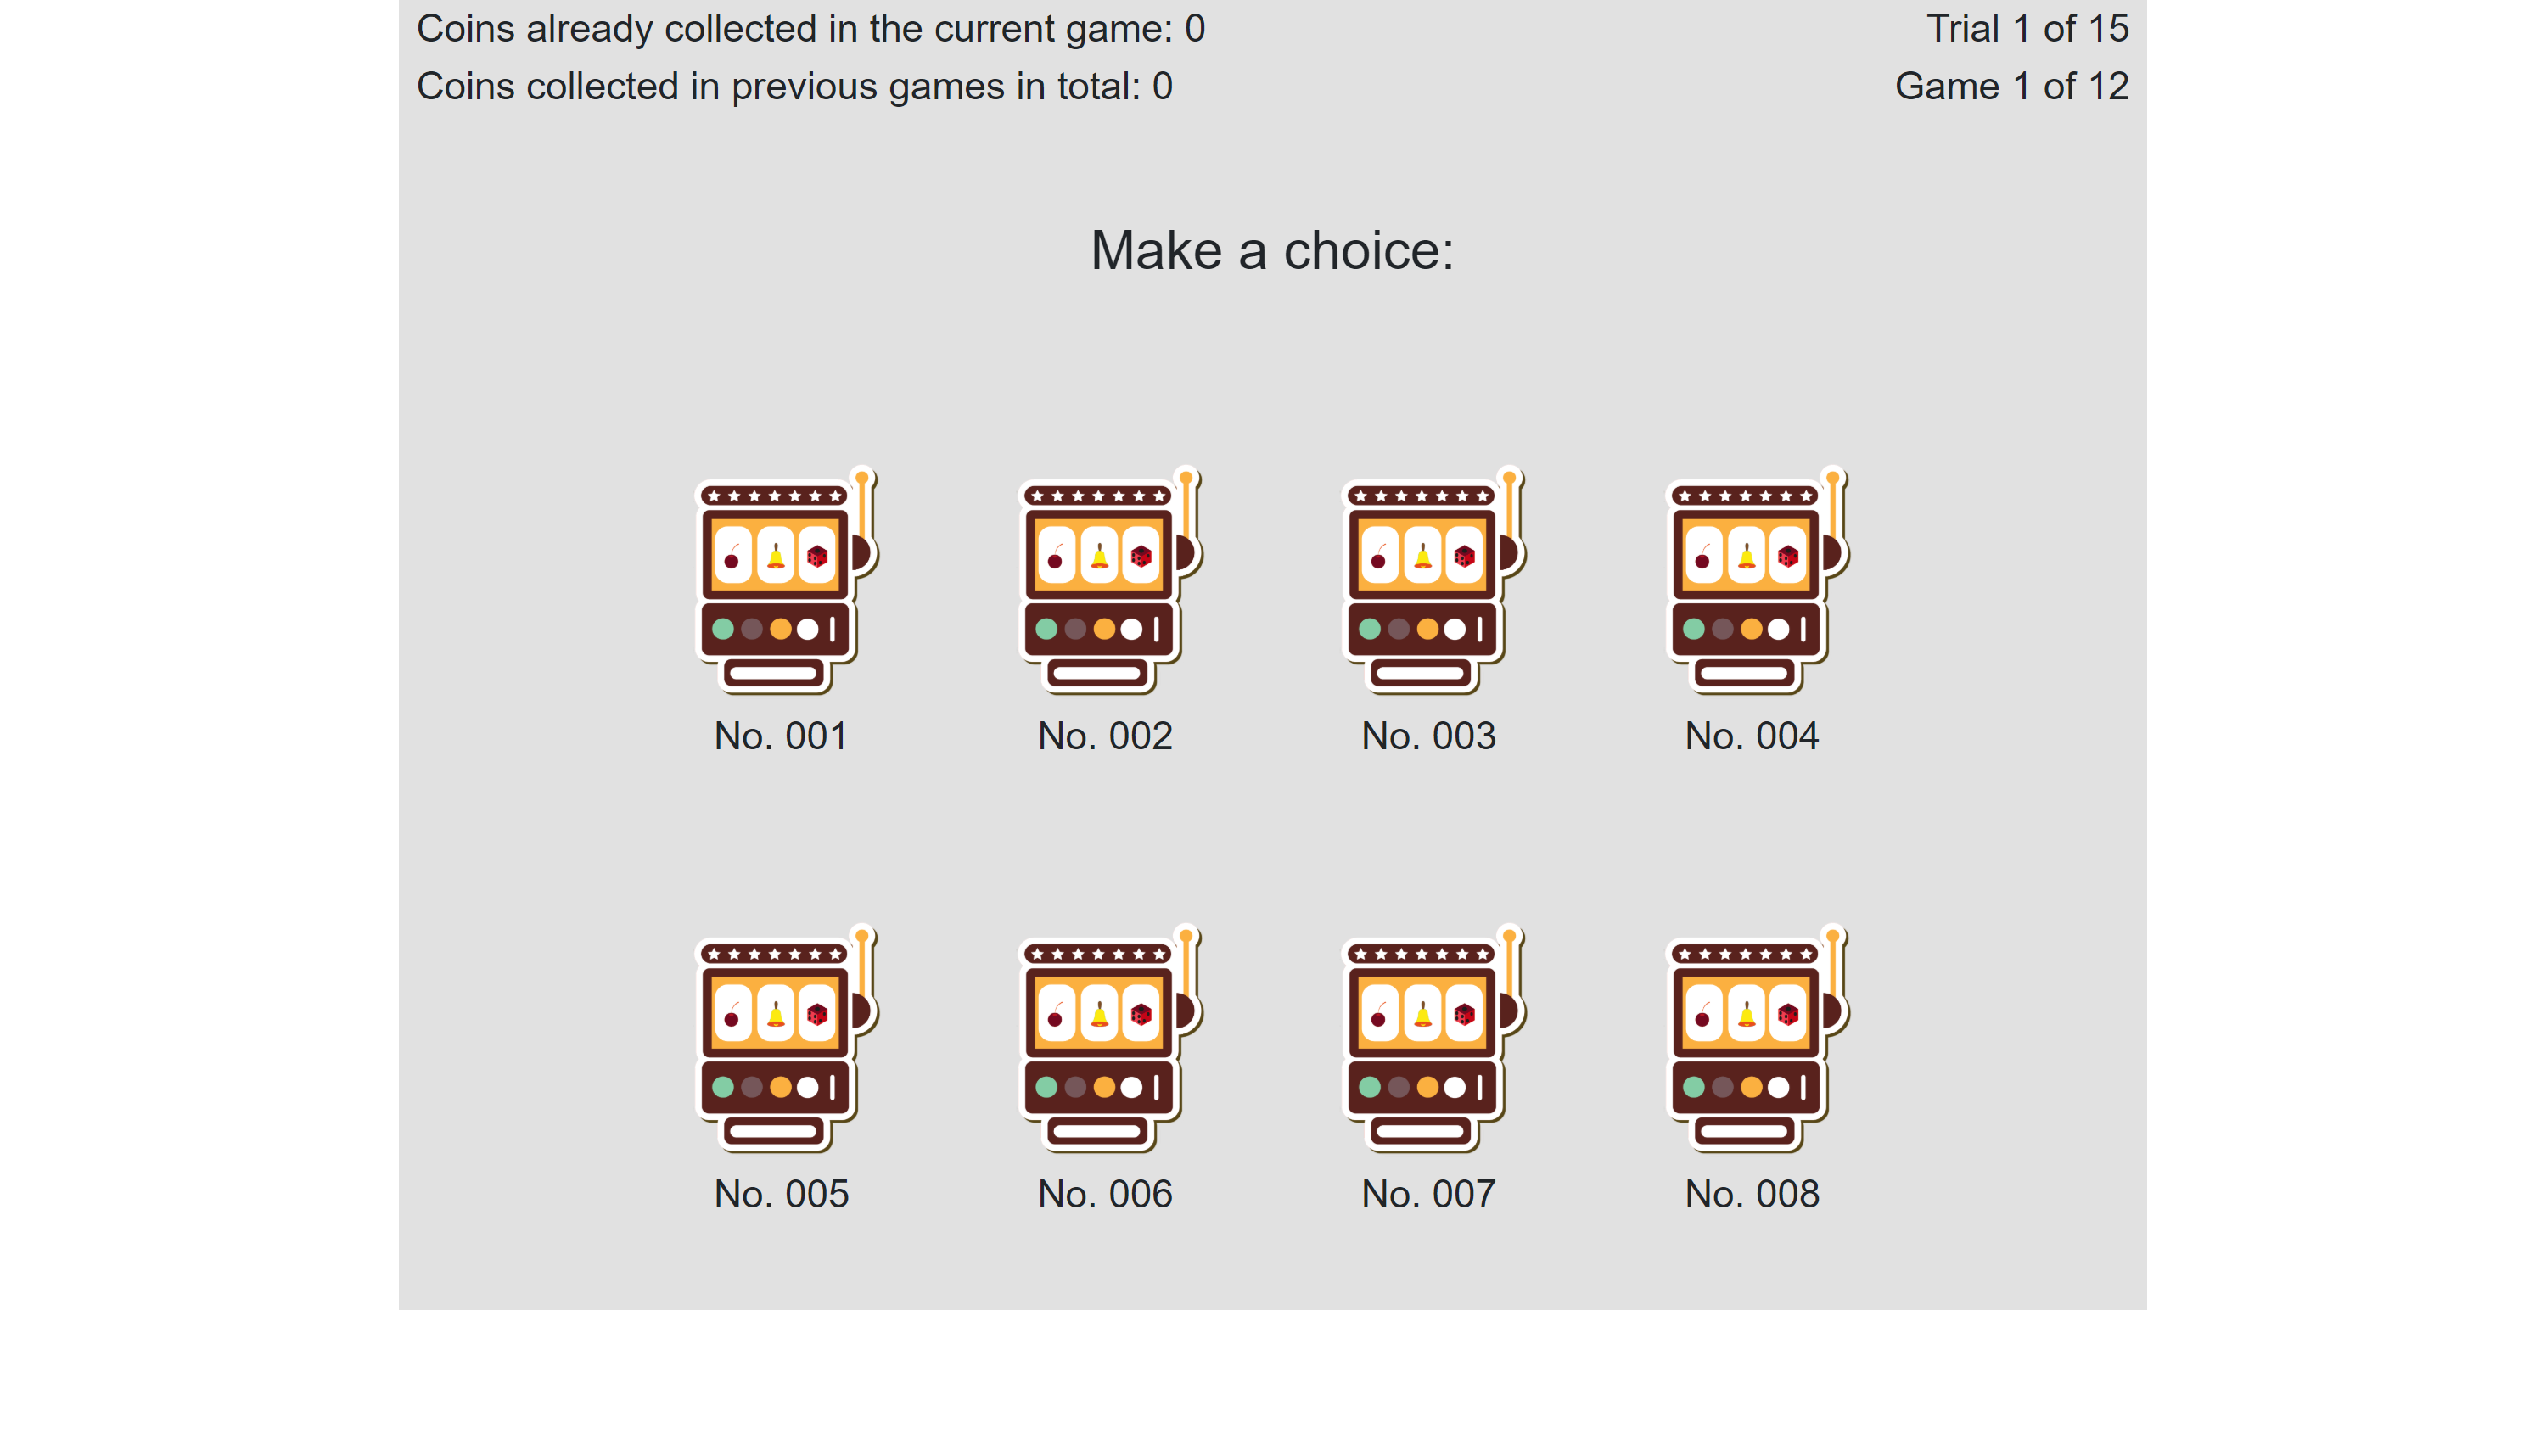 Coins already collected in the current game: 0
Trial 1 of 15
Coins collected in previous games in total: 0
Game 1 of 12
Make a choice:
No. 001
No. 002
No. 003
No. 004
No. 005
No. 006
No. 007
No. 008